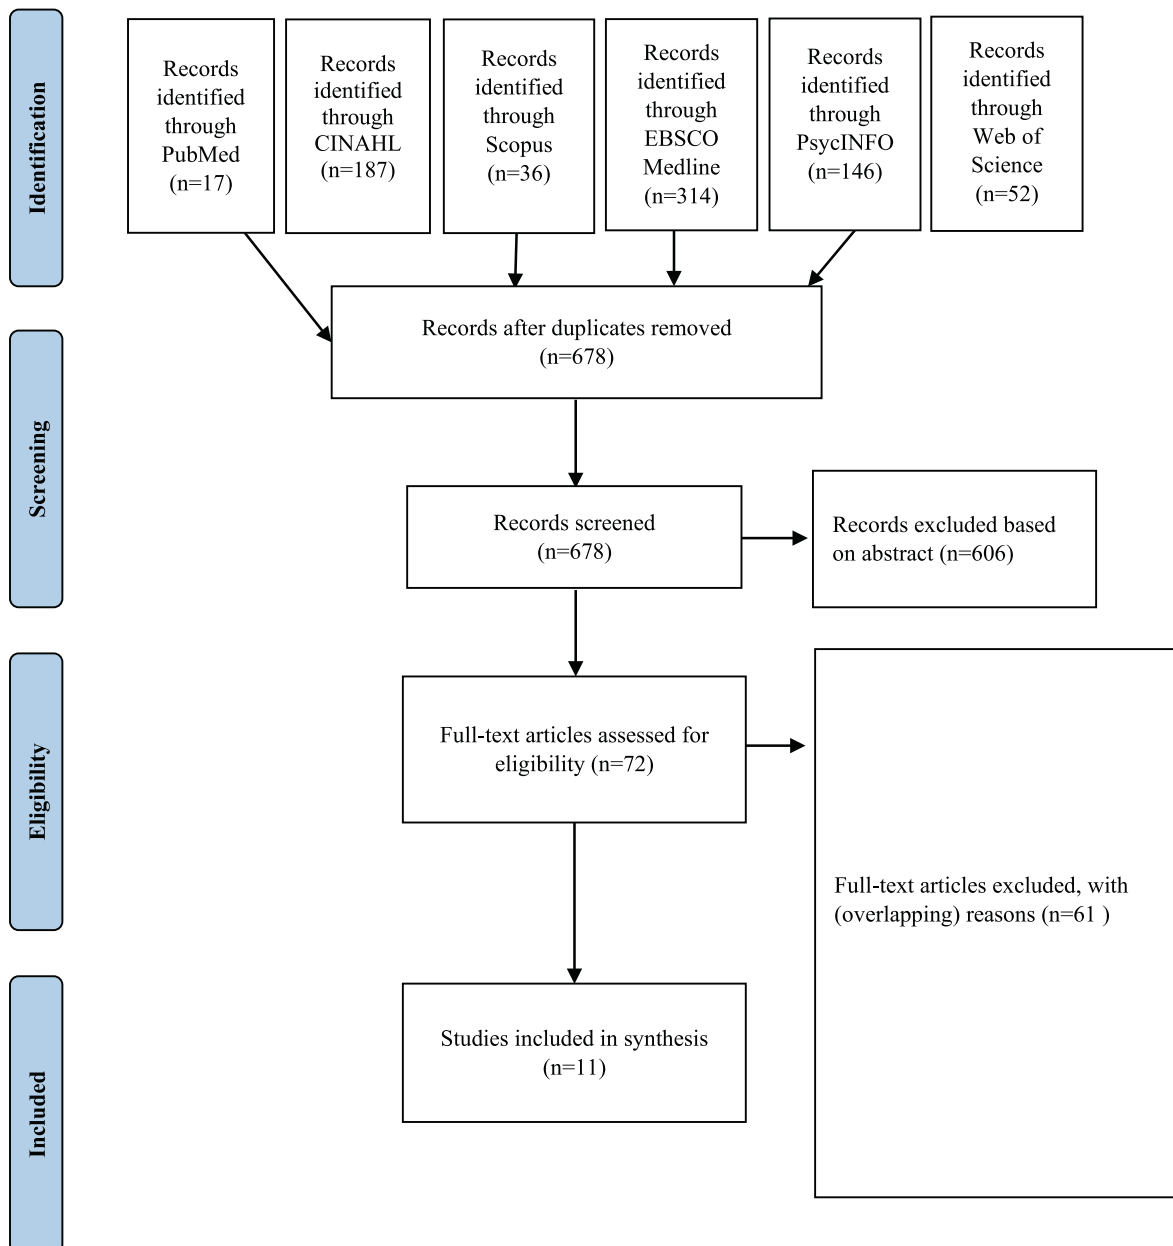 Identification
Records
identified
through
PubMed
(n=17)
Records
identified
through
CINAHL
(n=187)
Records
identified
through
Scopus
(n=36)
Records
identified
through
EBSCO
Medline
(n=314)
Records
identified
through
PsycINFO
(n=146)
Records
identified
through
Web of
Science
(n=52)
Records after duplicates removed
(n=678)
Screening
Records screened
(n=678)
Records excluded based
on abstract (n=606)
Eligibility
Full-text articles assessed for
eligibility (n=72)
Full-text articles excluded, with
(overlapping) reasons (n=61 )
Included
Studies included in synthesis
(n=11)